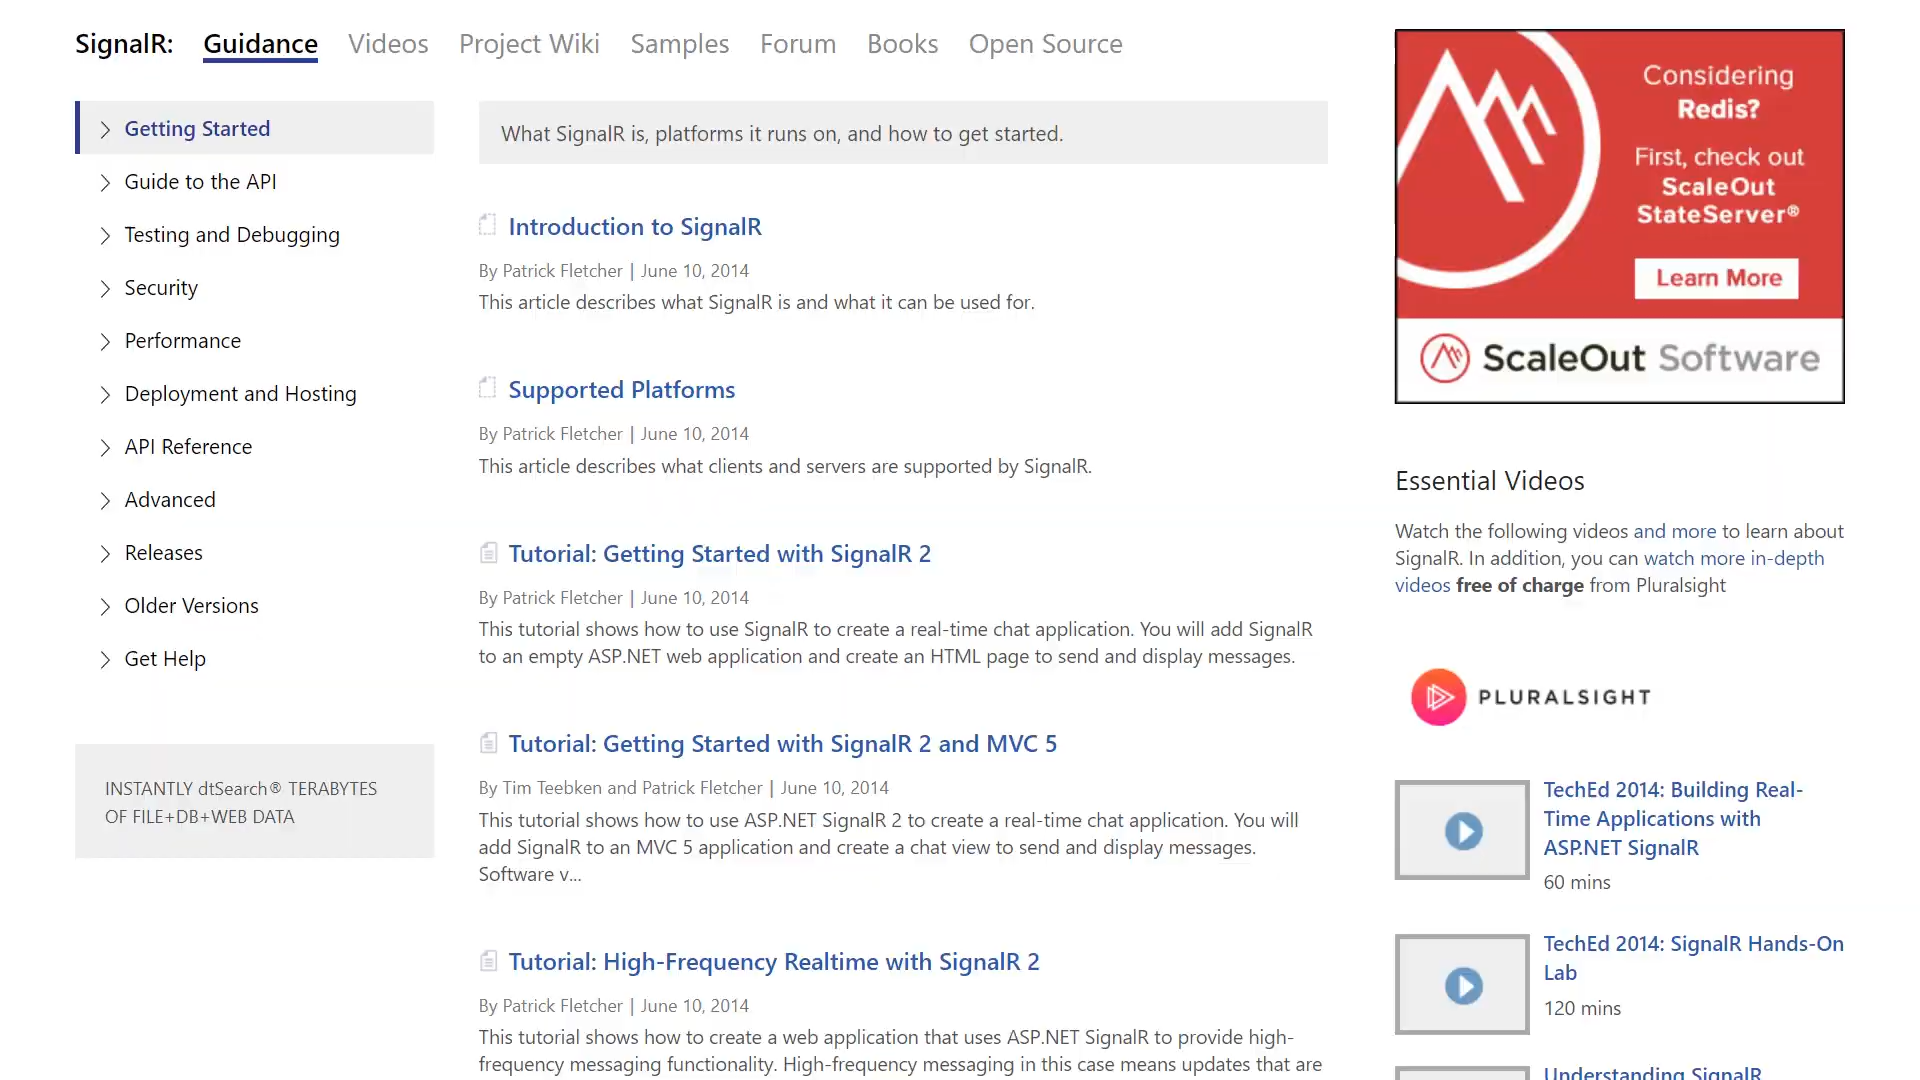 SignalR: Guidance Videos Project Wiki Samples Forum Books Open Source
Getting Started
Guide to the API
Testing and Debugging
Security
Performance
Deployment and Hosting
API Reference
Advanced
Releases
Older Versions
Get Help
INSTANTLY dtSearch® TERABYTES
OF FILE+DB+WEB DATA
What SignalR is, platforms it runs on, and how to get started.
Introduction to SignalR
By Patrick Fletcher | June 10, 2014
This article describes what SignalR is and what it can be used for.
Supported Platforms
By Patrick Fletcher | June 10, 2014
This article describes what clients and servers are supported by SignalR.
Tutorial: Getting Started with SignalR 2
By Patrick Fletcher | June 10, 2014
This tutorial shows how to use SignalR to create a real-time chat application. You will add SignalR
to an empty ASP.NET web application and create an HTML page to send and display messages.
Tutorial: Getting Started with SignalR 2 and MVC 5
By Tim Teebken and Patrick Fletcher | June 10, 2014
This tutorial shows how to use ASP.NET SignalR 2 to create a real-time chat application. You will
add SignalR to an MVC 5 application and create a chat view to send and display messages.
Software v...
Tutorial: High-Frequency Realtime with SignalR 2
By Patrick Fletcher | June 10, 2014
This tutorial shows how to create a web application that uses ASP.NET SignalR to provide high-
frequency messaging functionality. High-frequency messaging in this case means updates that are
Considering
Redis?
First, check out
ScaleOut
StateServer®
Learn More
ScaleOut Software
Essential Videos
Watch the following videos and more to learn about
SignalR. In addition, you can watch more in-depth
videos free of charge from Pluralsight
PLURALSIGHT
TechEd 2014: Building Real-
Time Applications with
ASP.NET SignalR
60 mins
TechEd 2014: SignalR Hands-On
Lab
120 mins
Understanding SignalR